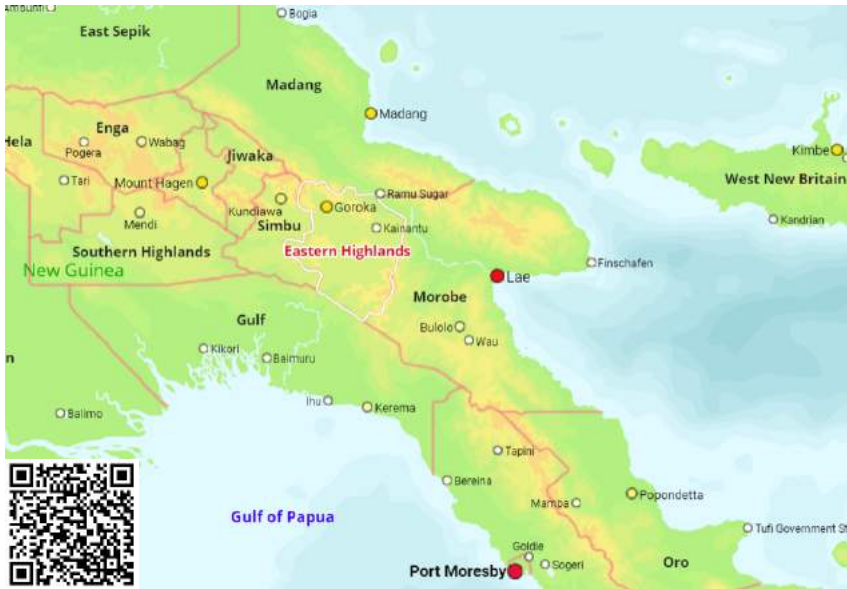 Ambunti
Bogia
East Sepik
Madang
Madang
Enga
Hela
Wabag
Pogera
Jiwaka
Kimbe
Tari
Mount Hagen
West New Britain
Ramu Sugar
Kundiawa
Goroka
Mendi
Simbu
Kainantu
Kandrian
Southern Highlands
Eastern Highlands
New Guinea
Finschafen
Lae
Morobe
Gulf
Bulolo
Wau
Kikori
Baimuru
n
Ihu
Kerema
Balimo
Tapini
Bereina
Popondetta
Mamba
Gulf of Papua
Tufi Government St
Goldie
Sogeri
Oro
Port Moresby